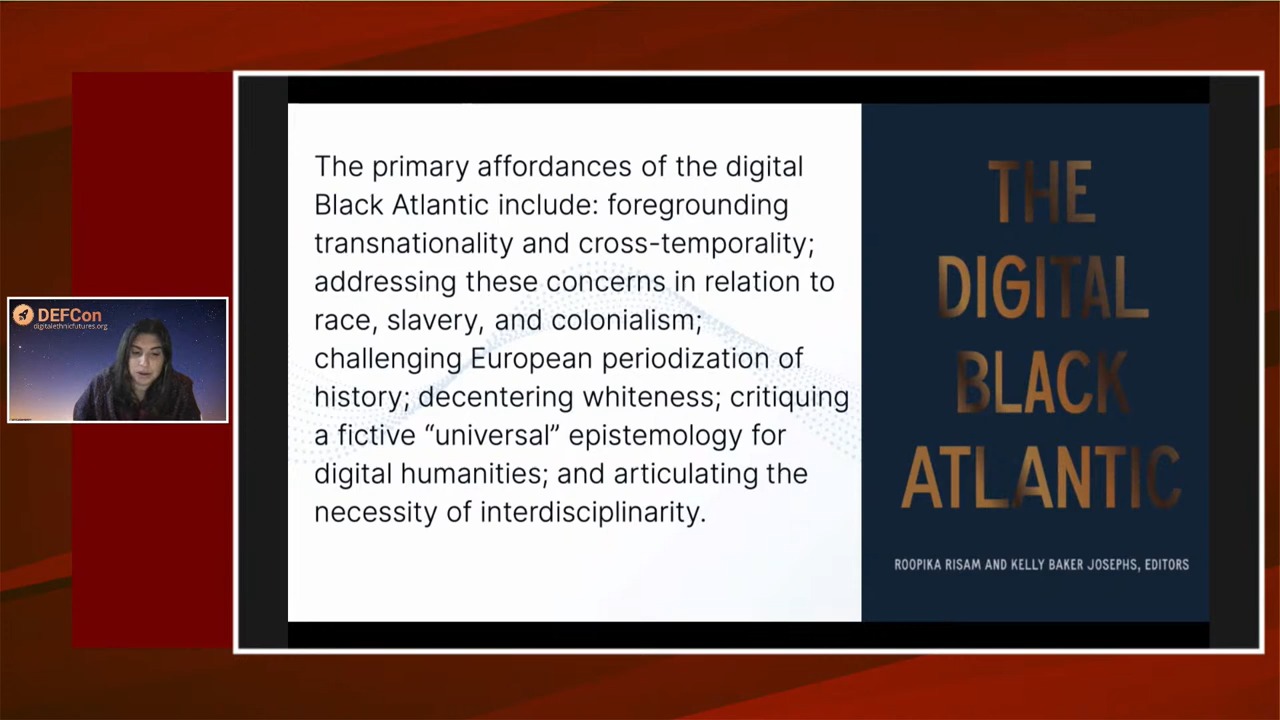 DEFCon
digitalethnicfutures.org
The primary affordances of the digital
Black Atlantic include: foregrounding
transnationality and cross-temporality;
addressing these concerns in relation to
race, slavery, and colonialism;
challenging European periodization of
history; decentering whiteness; critiquing
a fictive “universal” epistemology for
digital humanities; and articulating the
necessity of interdisciplinarity.
THE
DIGITAL
BLACK
ATLANTIC
ROOPIKA RISAM AND KELLY BAKER JOSEPHS, EDITORS